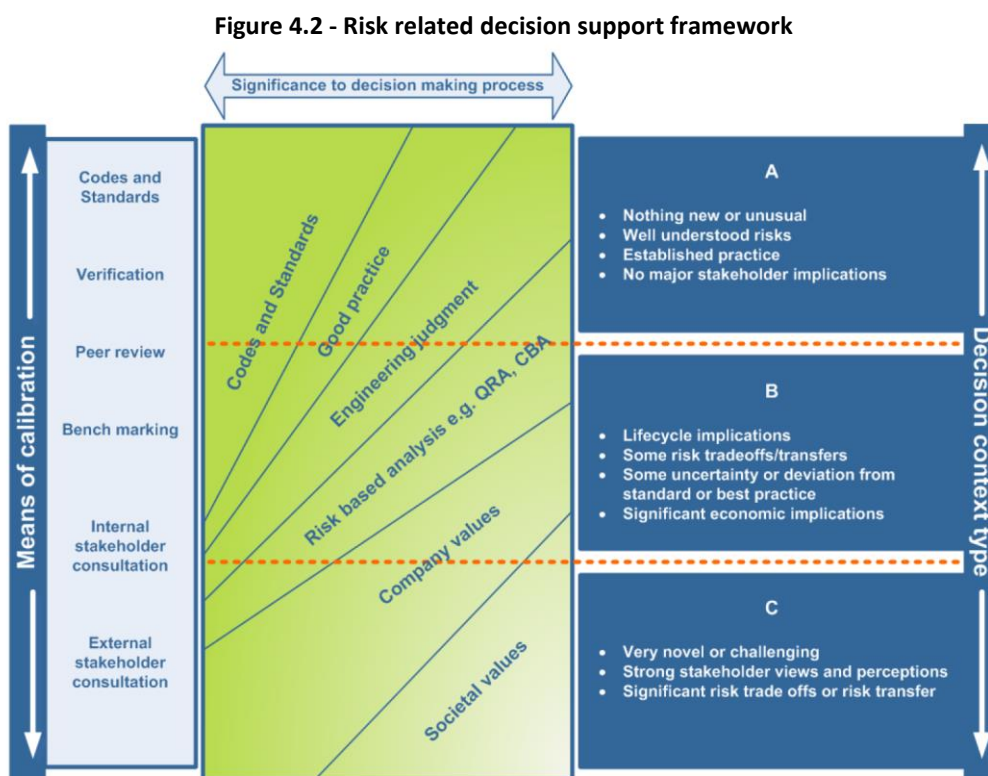 Figure 4.2 - Risk related decision support framework
Significance to decision making process
Means of calibration
Codes and
Standards
Verification
Peer review
Bench marking
Internal
stakeholder
consultation
External
stakeholder
consultation
Codes and Standards
Good practice
Engineering judgment
Risk based analysis e.g. QRA, CBA
Company values
Societal values
A
• Nothing new or unusual
• Well understood risks
• Established practice
• No major stakeholder implications
B
• Lifecycle implications
• Some risk tradeoffs/transfers
• Some uncertainty or deviation from
standard or best practice
• Significant economic implications
C
• Very novel or challenging
• Strong stakeholder views and perceptions
• Significant risk trade offs or risk transfer
Decision context type